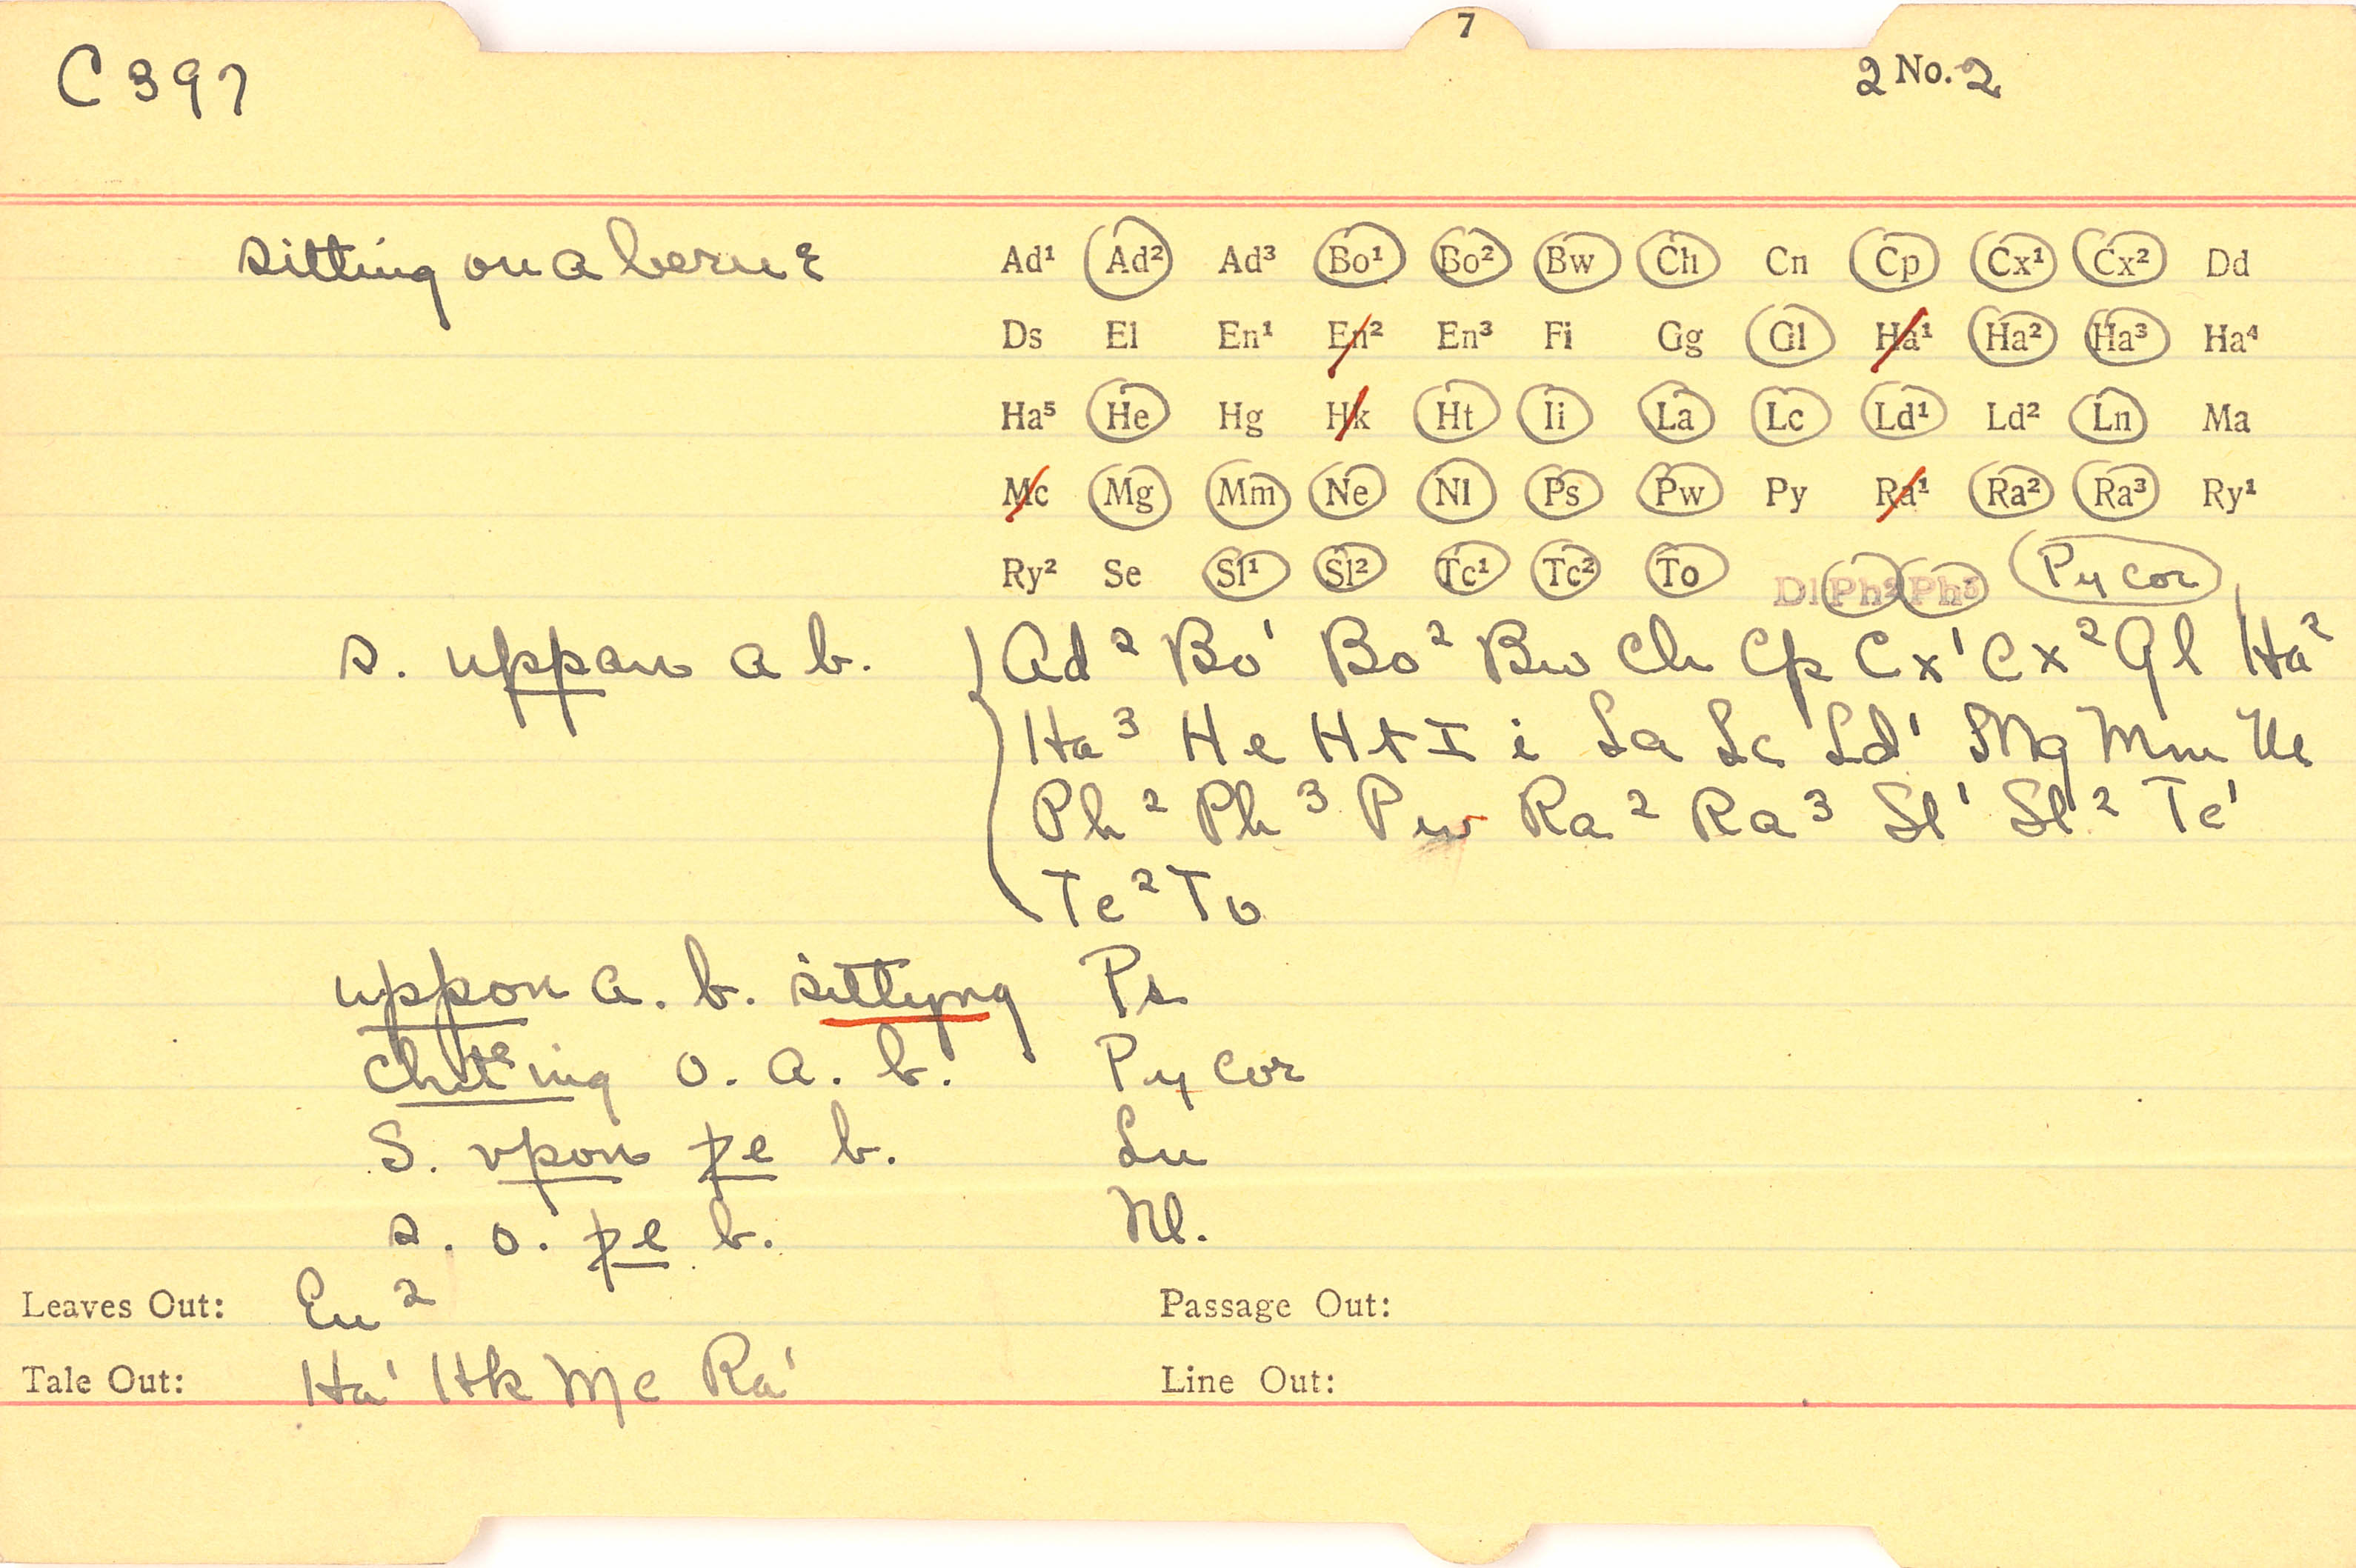 7
C 397
2 No. 2
sitting on a benne
Ad¹ Ad² Ad³ Bo¹ Bo² Bw Ch Cn Cp Cx¹ Cx² Dd
Ds El En¹ En² En³ Fi Gg Gl Ha¹ Ha² Ha³ Ha⁴
Ha⁵ He Hg Hk Ht Ii La Lc Ld¹ Ld² Ln Ma
Mc Mg Mm Ne Nl Ps Pw Py Ra¹ Ra² Ra³ Ry¹
Ry² Se Sl¹ Sl² Tc¹ Tc² To Dl Ph² Ph³ Py cor
s. uppan a b. Ad² Bo¹ Bo² Bw Ch Cp Cx¹ Cx² Gl Ha²
Ha³ He Ht Ii La Lc Ld¹ Mg Mm Ne
Ph² Ph³ Pw Ra² Ra³ Sl¹ Sl² Tc¹
Tc² To
uppon a. b. sittyng Ps
o. a. b. Py cor
S. vpon þe b. Ln
s. o. þe b. Nl.
Leaves Out: En² Passage Out:
Tale Out: Ha¹ Hk Mc Ra¹ Line Out: